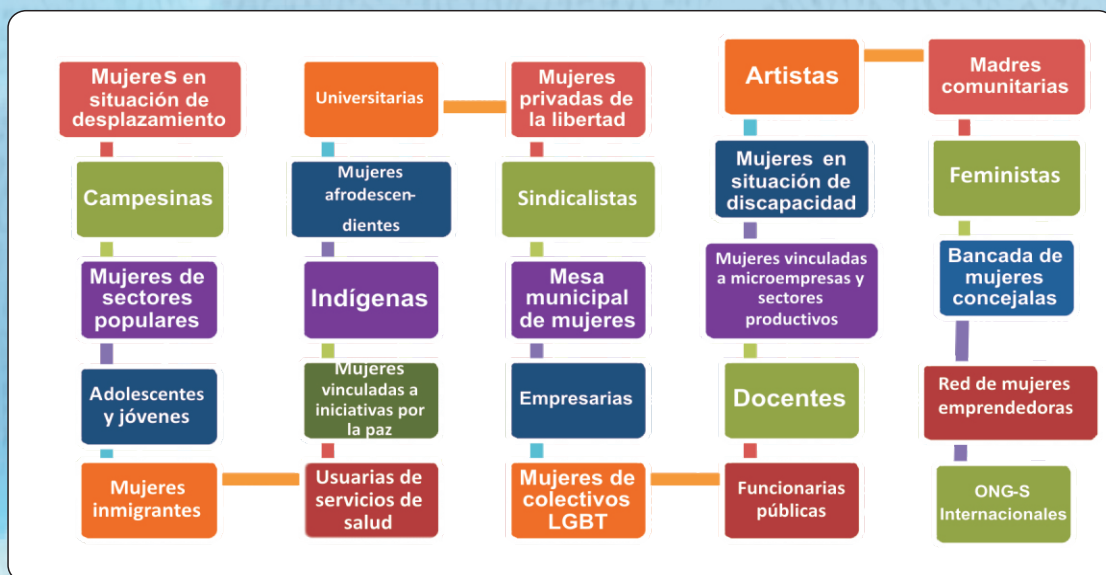 Mujeres en
situación de
desplazamiento
Campesinas
Mujeres de
sectores
populares
Adolescentes
y jóvenes
Mujeres
inmigrantes
Usuarias de
servicios de
salud
Mujeres
vinculadas a
iniciativas por
la paz
Indígenas
Mujeres
afrodescen-
dientes
Universitarias
Mujeres
privadas de
la libertad
Sindicalistas
Mesa
municipal
de mujeres
Empresarias
Mujeres de
colectivos
LGBT
Funcionarias
públicas
Docentes
Mujeres vinculadas
a microempresas y
sectores
productivos
Mujeres en
situación de
discapacidad
Artistas
Madres
comunitarias
Feministas
Bancada de
mujeres
concejalas
Red de mujeres
emprendedoras
ONG-S
Internacionales